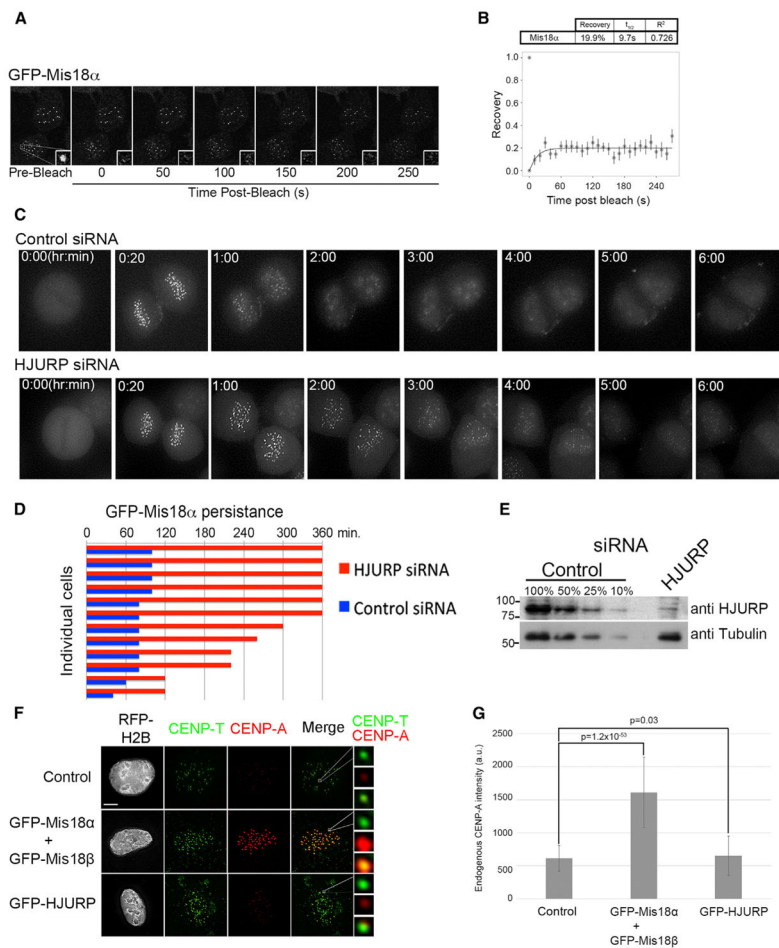 A
GFP-Mis18α
Pre-Bleach 0 50 100 150 200 250
Time Post-Bleach (s)
B
Recovery t1/2 R²
Mis18α 19.9% 9.7s 0.726
1.0
0.8
0.6
0.4
0.2
0.0
Recovery
0 60 120 180 240
Time post bleach (s)
C
Control siRNA
0:00(hr:min) 0:20 1:00 2:00 3:00 4:00 5:00 6:00
HJURP siRNA
0:00(hr:min) 0:20 1:00 2:00 3:00 4:00 5:00 6:00
D
GFP-Mis18α persistance
0 60 120 180 240 300 360 min.
Individual cells
HJURP siRNA
Control siRNA
E
siRNA
Control HJURP
100% 50% 25% 10%
100
75
anti HJURP
50
anti Tubulin
F
RFP-H2B CENP-T CENP-A Merge CENP-T CENP-A
Control
GFP-Mis18α
+
GFP-Mis18β
GFP-HJURP
G
p=0.03
p=1.2x10⁻⁵³
2500
2000
1500
1000
500
0
Endogenous CENP-A intensity (a.u.)
Control GFP-Mis18α GFP-HJURP
+
GFP-Mis18β